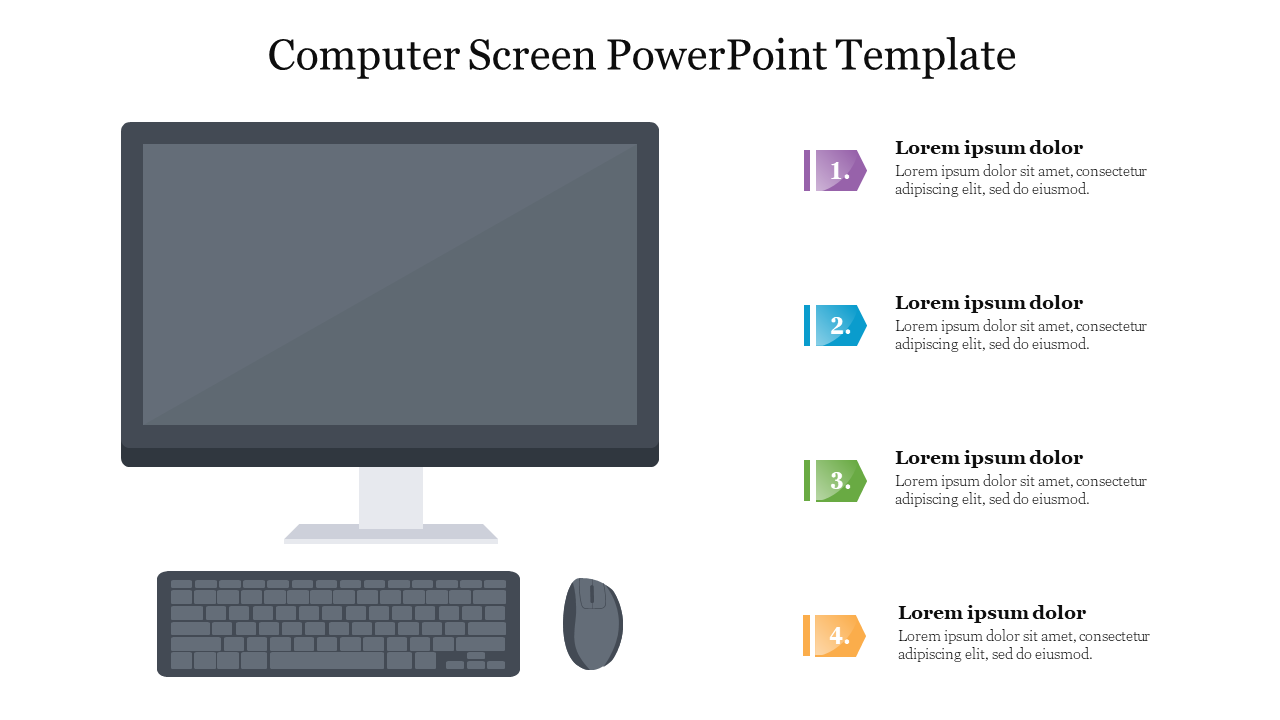 Computer Screen PowerPoint Template
1.
Lorem ipsum dolor
Lorem ipsum dolor sit amet, consectetur
adipiscing elit, sed do eiusmod.
2.
Lorem ipsum dolor
Lorem ipsum dolor sit amet, consectetur
adipiscing elit, sed do eiusmod.
3.
Lorem ipsum dolor
Lorem ipsum dolor sit amet, consectetur
adipiscing elit, sed do eiusmod.
4.
Lorem ipsum dolor
Lorem ipsum dolor sit amet, consectetur
adipiscing elit, sed do eiusmod.